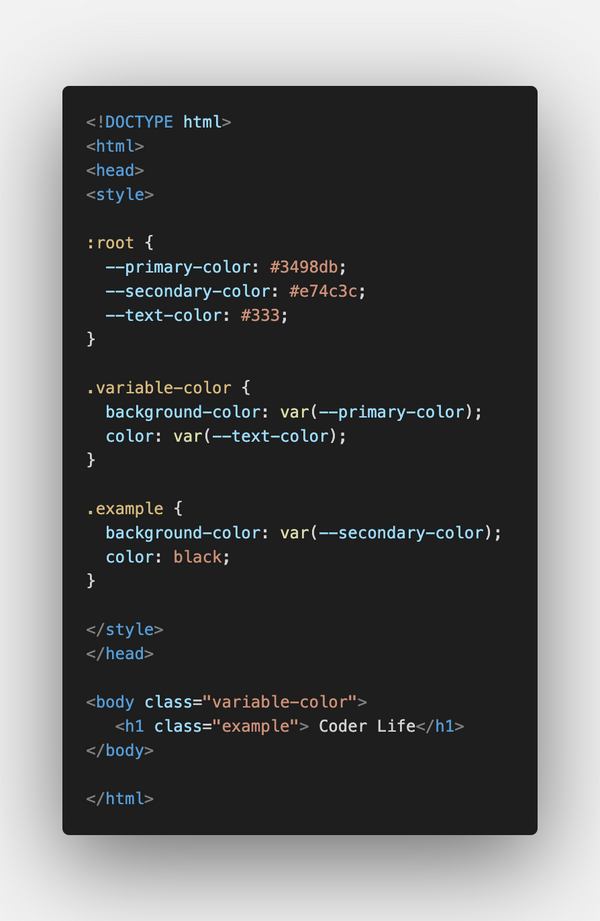 <!DOCTYPE html>
<html>
<head>
<style>
:root {
--primary-color: #3498db;
--secondary-color: #e74c3c;
--text-color: #333;
}
.variable-color {
background-color: var(--primary-color);
color: var(--text-color);
}
.example {
background-color: var(--secondary-color);
color: black;
}
</style>
</head>
<body class="variable-color">
<h1 class="example"> Coder Life</h1>
</body>
</html>